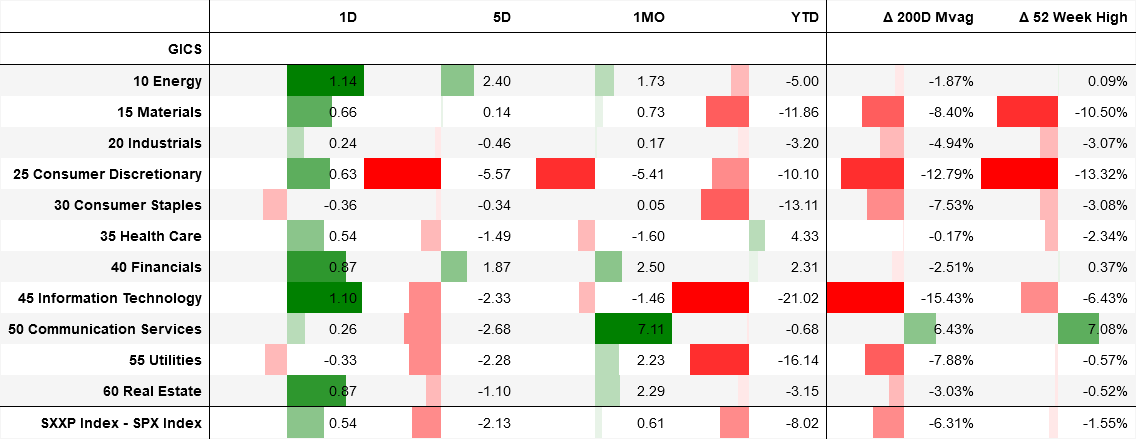 1D 5D 1MO YTD Δ 200D Mvag Δ 52 Week High
GICS
10 Energy 1.14 2.40 1.73 -5.00 -1.87% 0.09%
15 Materials 0.66 0.14 0.73 -11.86 -8.40% -10.50%
20 Industrials 0.24 -0.46 0.17 -3.20 -4.94% -3.07%
25 Consumer Discretionary 0.63 -5.57 -5.41 -10.10 -12.79% -13.32%
30 Consumer Staples -0.36 -0.34 0.05 -13.11 -7.53% -3.08%
35 Health Care 0.54 -1.49 -1.60 4.33 -0.17% -2.34%
40 Financials 0.87 1.87 2.50 2.31 -2.51% 0.37%
45 Information Technology 1.10 -2.33 -1.46 -21.02 -15.43% -6.43%
50 Communication Services 0.26 -2.68 7.11 -0.68 6.43% 7.08%
55 Utilities -0.33 -2.28 2.23 -16.14 -7.88% -0.57%
60 Real Estate 0.87 -1.10 2.29 -3.15 -3.03% -0.52%
SXXP Index - SPX Index 0.54 -2.13 0.61 -8.02 -6.31% -1.55%